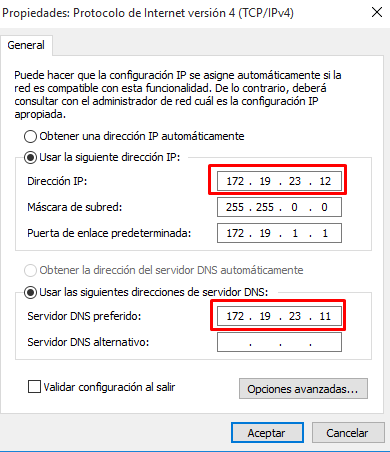 Propiedades: Protocolo de Internet versión 4 (TCP/IPv4)
General
Puede hacer que la configuración IP se asigne automáticamente si la
red es compatible con esta funcionalidad. De lo contrario, deberá
consultar con el administrador de red cuál es la configuración IP
apropiada.
Obtener una dirección IP automáticamente
Usar la siguiente dirección IP:
Dirección IP: 172 . 19 . 23 . 12
Máscara de subred: 255 . 255 . 0 . 0
Puerta de enlace predeterminada: 172 . 19 . 1 . 1
Obtener la dirección del servidor DNS automáticamente
Usar las siguientes direcciones de servidor DNS:
Servidor DNS preferido: 172 . 19 . 23 . 11
Servidor DNS alternativo: . . .
Validar configuración al salir Opciones avanzadas...
Aceptar Cancelar